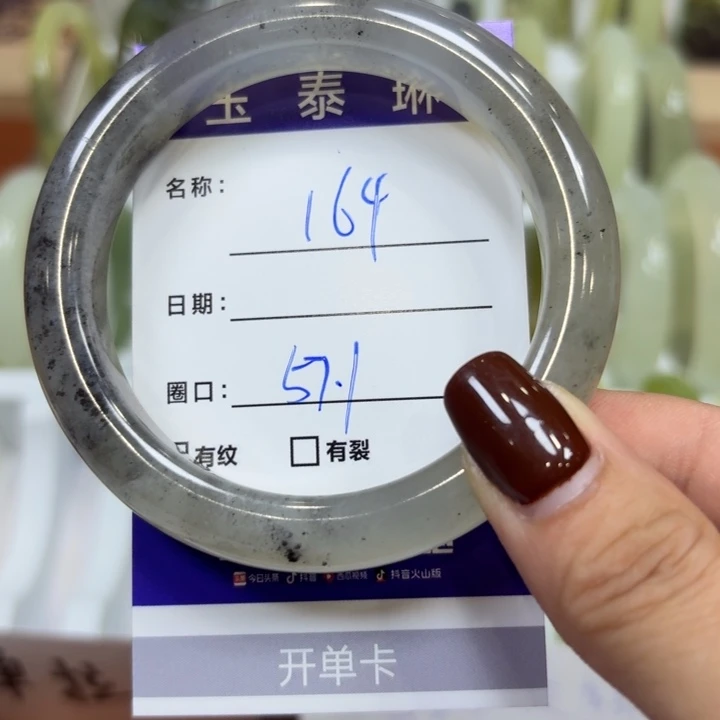 玉泰琳
名称: 164
日期:
圈口: 57.1
有纹 有裂
今日头条 抖音 西瓜视频 抖音火山版
开单卡